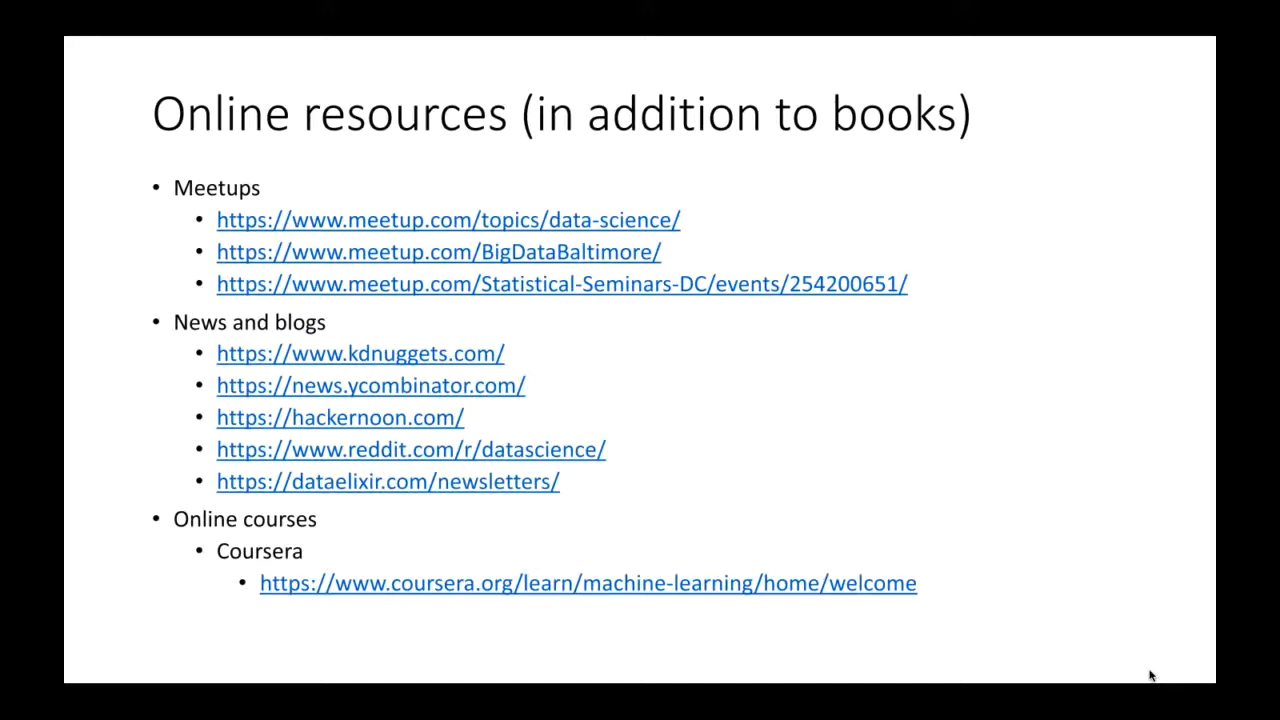 Online resources (in addition to books)
• Meetups
• https://www.meetup.com/topics/data-science/
• https://www.meetup.com/BigDataBaltimore/
• https://www.meetup.com/Statistical-Seminars-DC/events/254200651/
• News and blogs
• https://www.kdnuggets.com/
• https://news.ycombinator.com/
• https://hackernoon.com/
• https://www.reddit.com/r/datascience/
• https://dataelixir.com/newsletters/
• Online courses
• Coursera
• https://www.coursera.org/learn/machine-learning/home/welcome